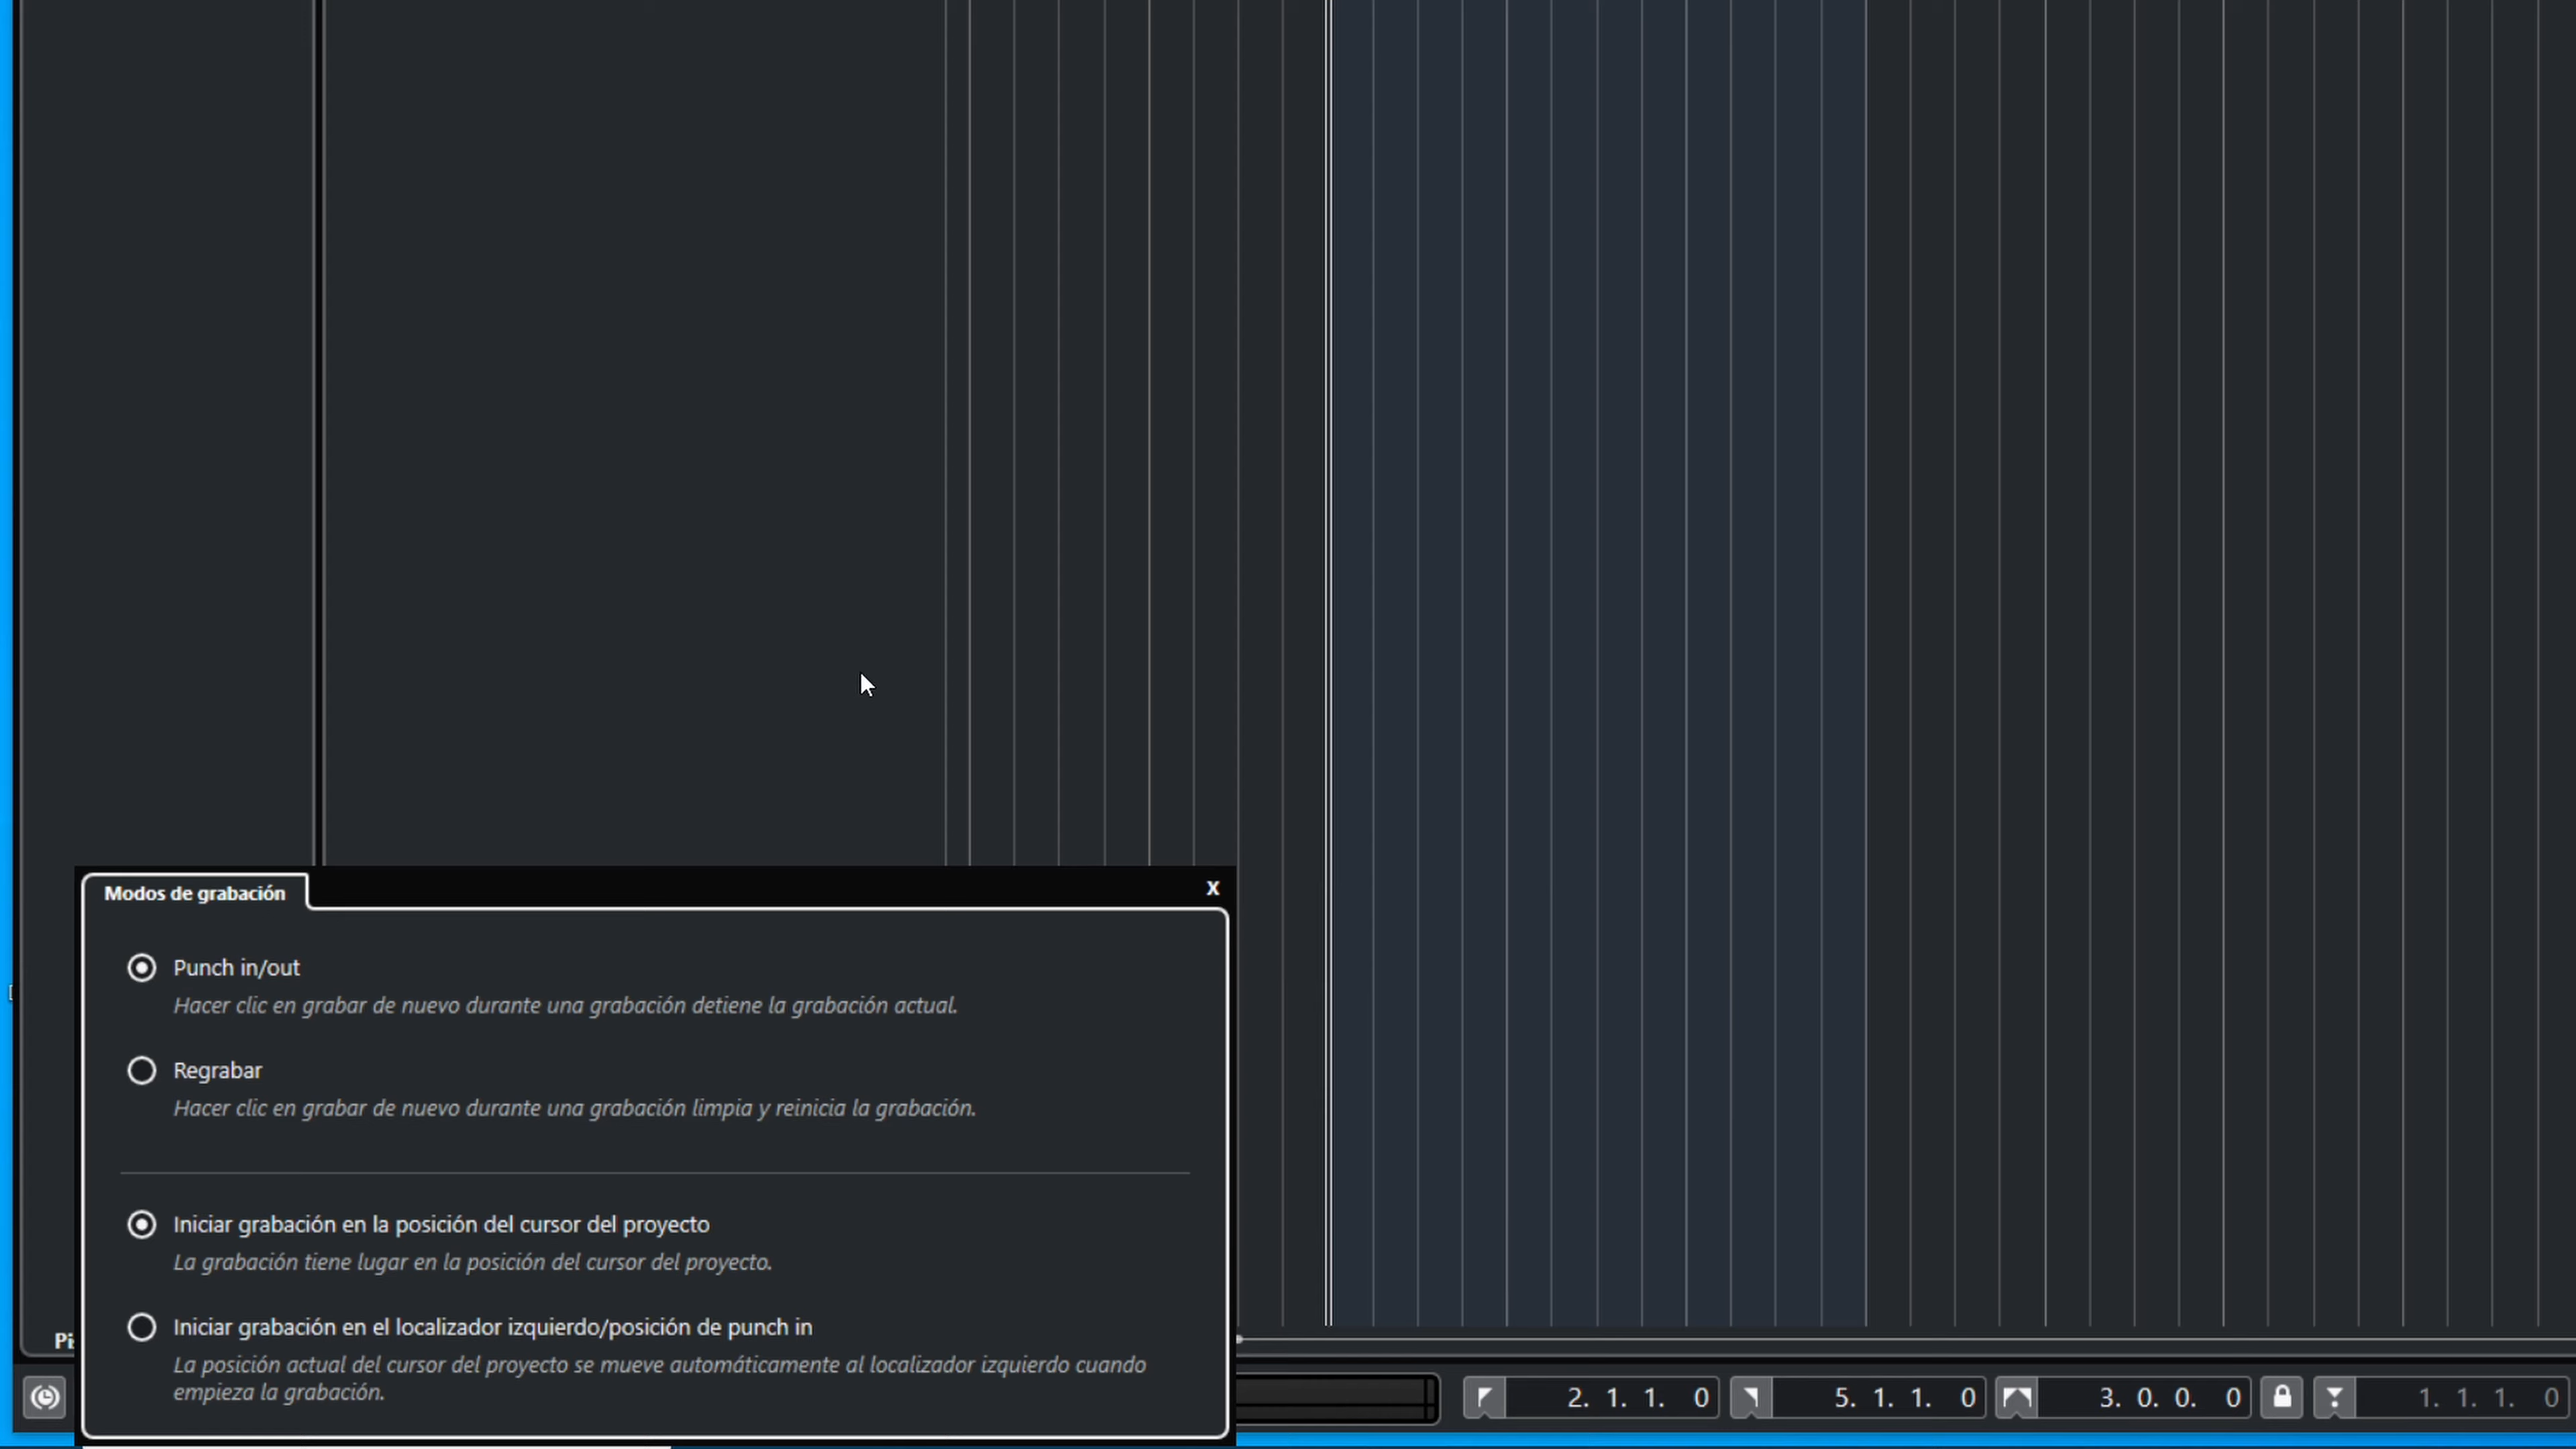 Modos de grabación x
Punch in/out
Hacer clic en grabar de nuevo durante una grabación detiene la grabación actual.
Regrabar
Hacer clic en grabar de nuevo durante una grabación limpia y reinicia la grabación.
Iniciar grabación en la posición del cursor del proyecto
La grabación tiene lugar en la posición del cursor del proyecto.
Iniciar grabación en el localizador izquierdo/posición de punch in
La posición actual del cursor del proyecto se mueve automáticamente al localizador izquierdo cuando
empieza la grabación.
2. 1. 1. 0 5. 1. 1. 0 3. 0. 0. 0 1. 1. 1. 0